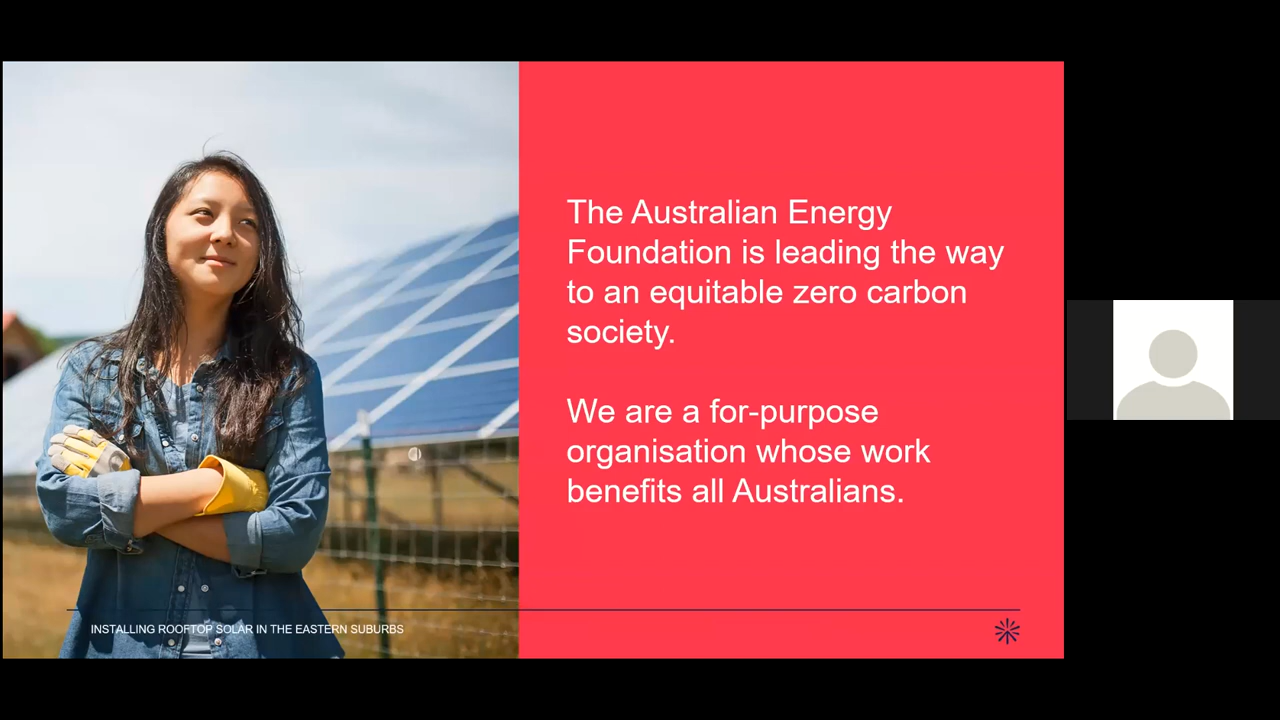 The Australian Energy
Foundation is leading the way
to an equitable zero carbon
society.
We are a for-purpose
organisation whose work
benefits all Australians.
INSTALLING ROOFTOP SOLAR IN THE EASTERN SUBURBS